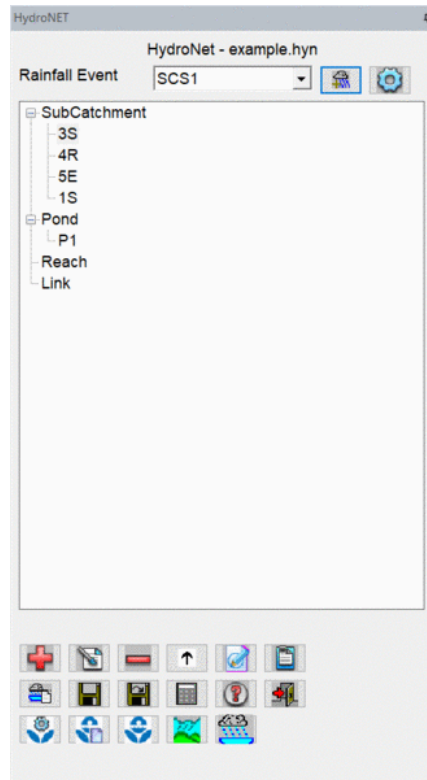 HydroNET
HydroNet - example.hyn
Rainfall Event SCS1
SubCatchment
3S
4R
5E
1S
Pond
P1
Reach
Link